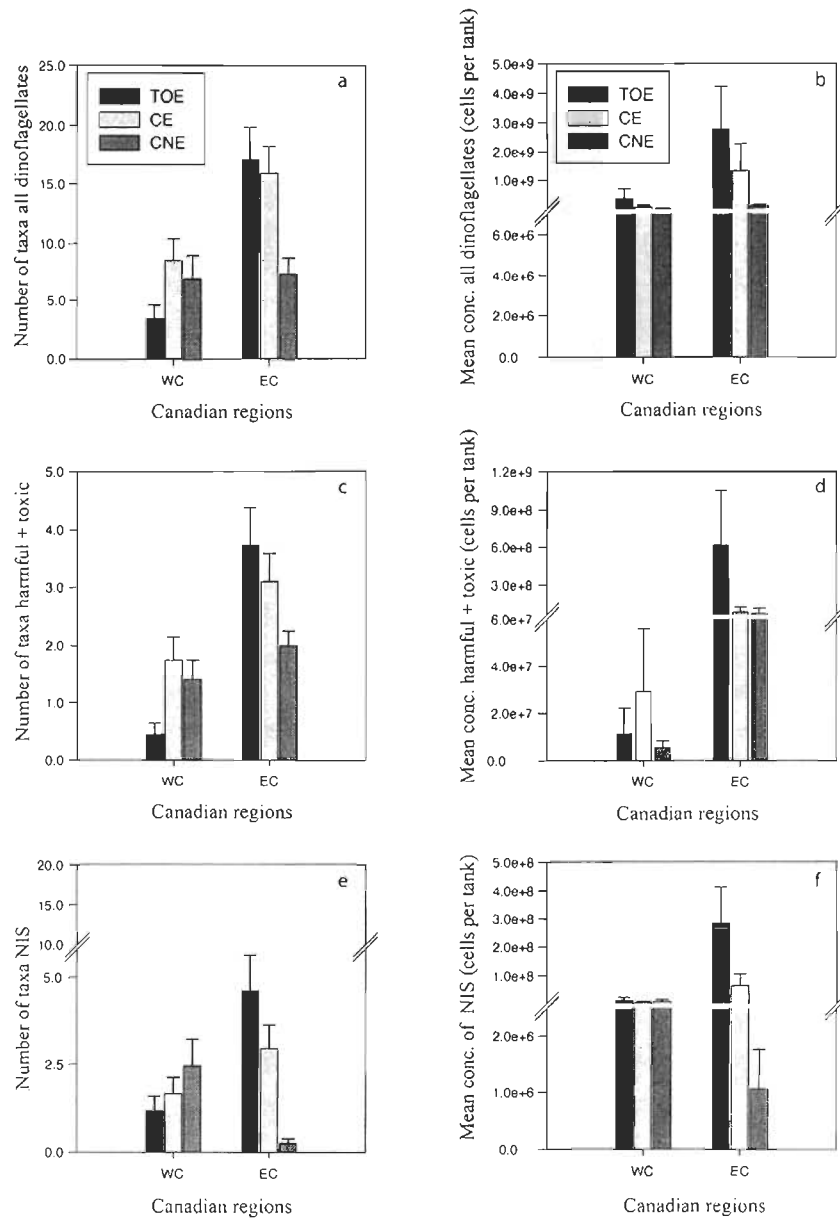 a
Number of taxa all dinoflagellates
25.0
20.0
15.0
10.0
5.0
0.0
TOE
CE
CNE
WC
EC
Canadian regions
b
Mean conc. all dinoflagellates (cells per tank)
5.0e+9
4.0e+9
3.0e+9
2.0e+9
1.0e+9
6.0e+6
4.0e+6
2.0e+6
0.0
TOE
CE
CNE
WC
EC
Canadian regions
c
Number of taxa harmful + toxic
5.0
4.0
3.0
2.0
1.0
0.0
WC
EC
Canadian regions
d
Mean conc. harmful + toxic (cells per tank)
1.2e+9
6.0e+8
3.0e+8
6.0e+7
4.0e+7
2.0e+7
0.0
WC
EC
Canadian regions
e
Number of taxa NIS
20.0
15.0
10.0
5.0
2.5
0.0
WC
EC
Canadian regions
f
Mean conc. of NIS (cells per tank)
5.0e+8
4.0e+8
3.0e+8
2.0e+8
1.0e+8
2.0e+6
1.0e+6
0.0
WC
EC
Canadian regions